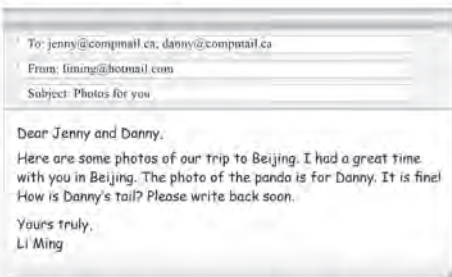 To: jenny@compmail.ca; danny@compmail.ca
From: liming@hotmail.com
Subject: Photos for you
Dear Jenny and Danny,
Here are some photos of our trip to Beijing. I had a great time
with you in Beijing. The photo of the panda is for Danny. It is fine!
How is Danny's tail? Please write back soon.
Yours truly,
Li Ming